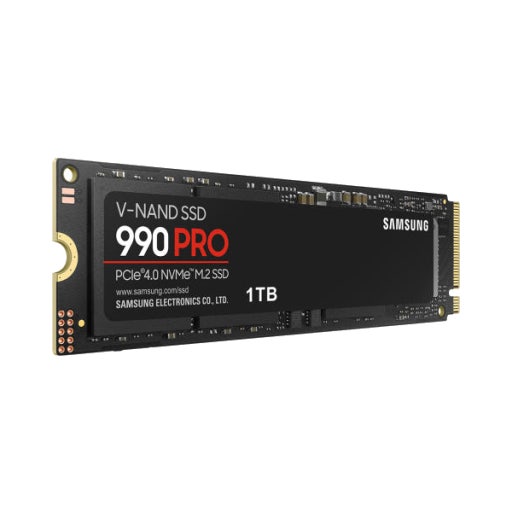 V-NAND SSD
990 PRO
PCIe® 4.0 NVMe™ M.2 SSD
www.samsung.com/ssd
SAMSUNG ELECTRONICS CO., LTD.
1TB
SAMSUNG